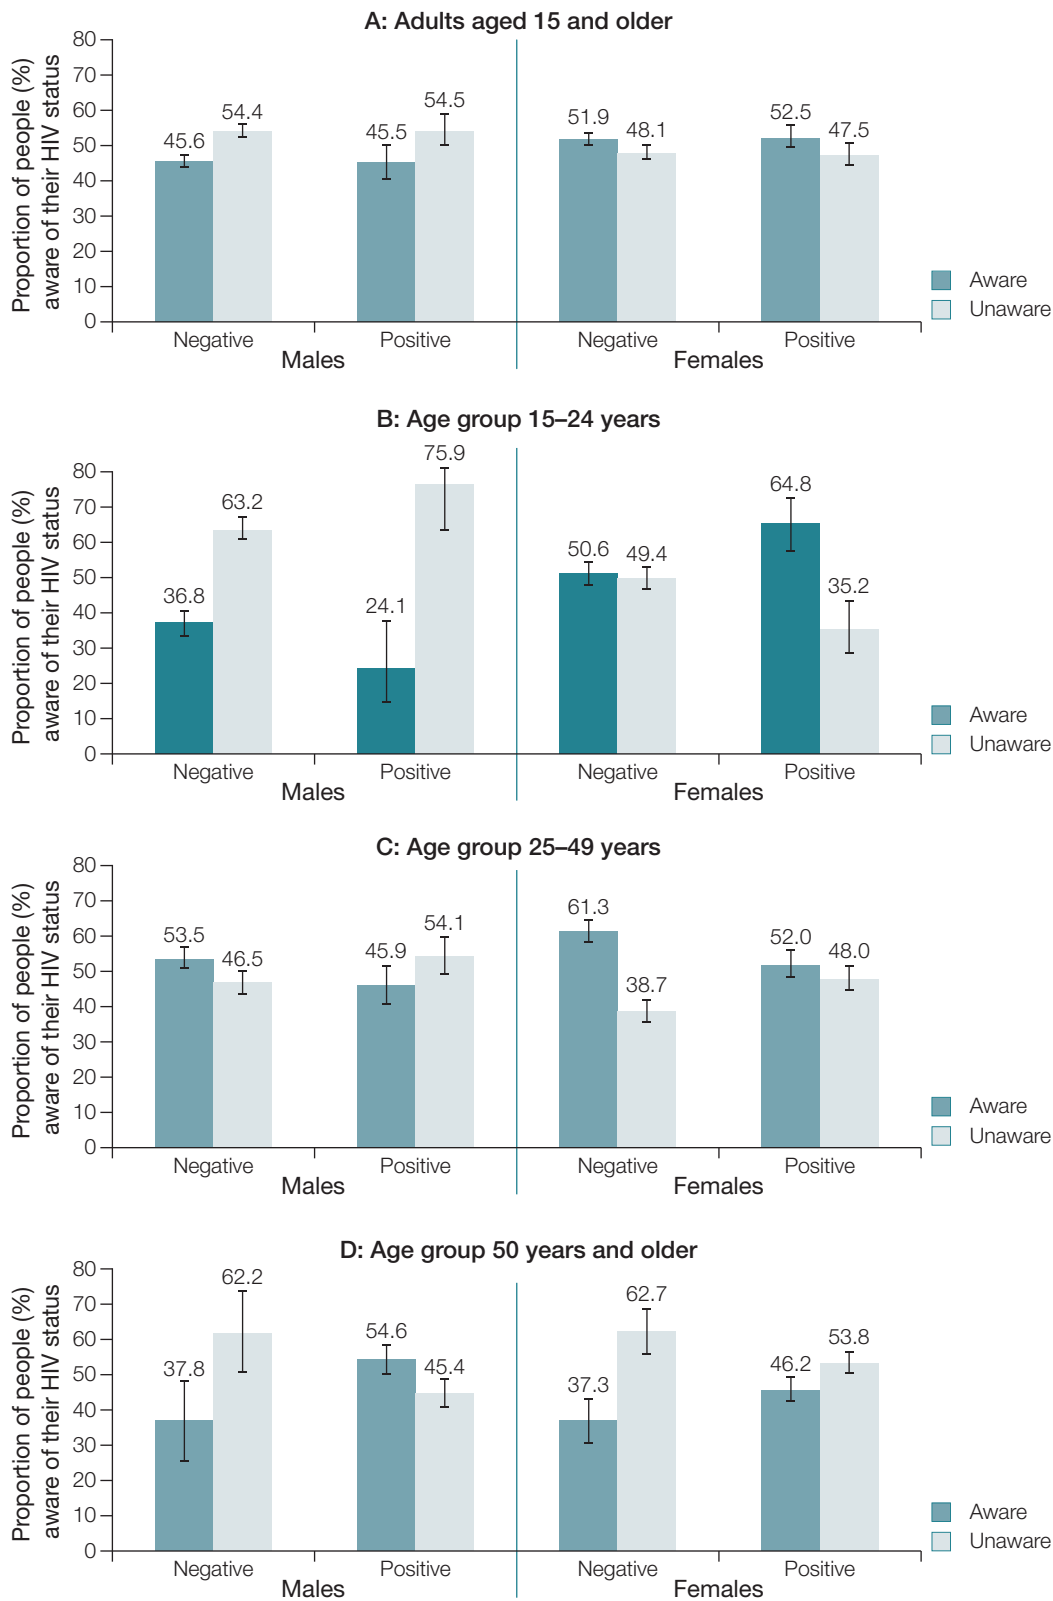 A: Adults aged 15 and older
Proportion of people (%)
aware of their HIV status
80
70
60
50
40
30
20
10
0
45.6
54.4
45.5
54.5
51.9
48.1
52.5
47.5
Negative
Positive
Negative
Positive
Males
Females
Aware
Unaware
B: Age group 15–24 years
Proportion of people (%)
aware of their HIV status
80
70
60
50
40
30
20
10
0
36.8
63.2
24.1
75.9
50.6
49.4
64.8
35.2
Negative
Positive
Negative
Positive
Males
Females
Aware
Unaware
C: Age group 25–49 years
Proportion of people (%)
aware of their HIV status
80
70
60
50
40
30
20
10
0
53.5
46.5
45.9
54.1
61.3
38.7
52.0
48.0
Negative
Positive
Negative
Positive
Males
Females
Aware
Unaware
D: Age group 50 years and older
Proportion of people (%)
aware of their HIV status
80
70
60
50
40
30
20
10
0
37.8
62.2
54.6
45.4
37.3
62.7
46.2
53.8
Negative
Positive
Negative
Positive
Males
Females
Aware
Unaware